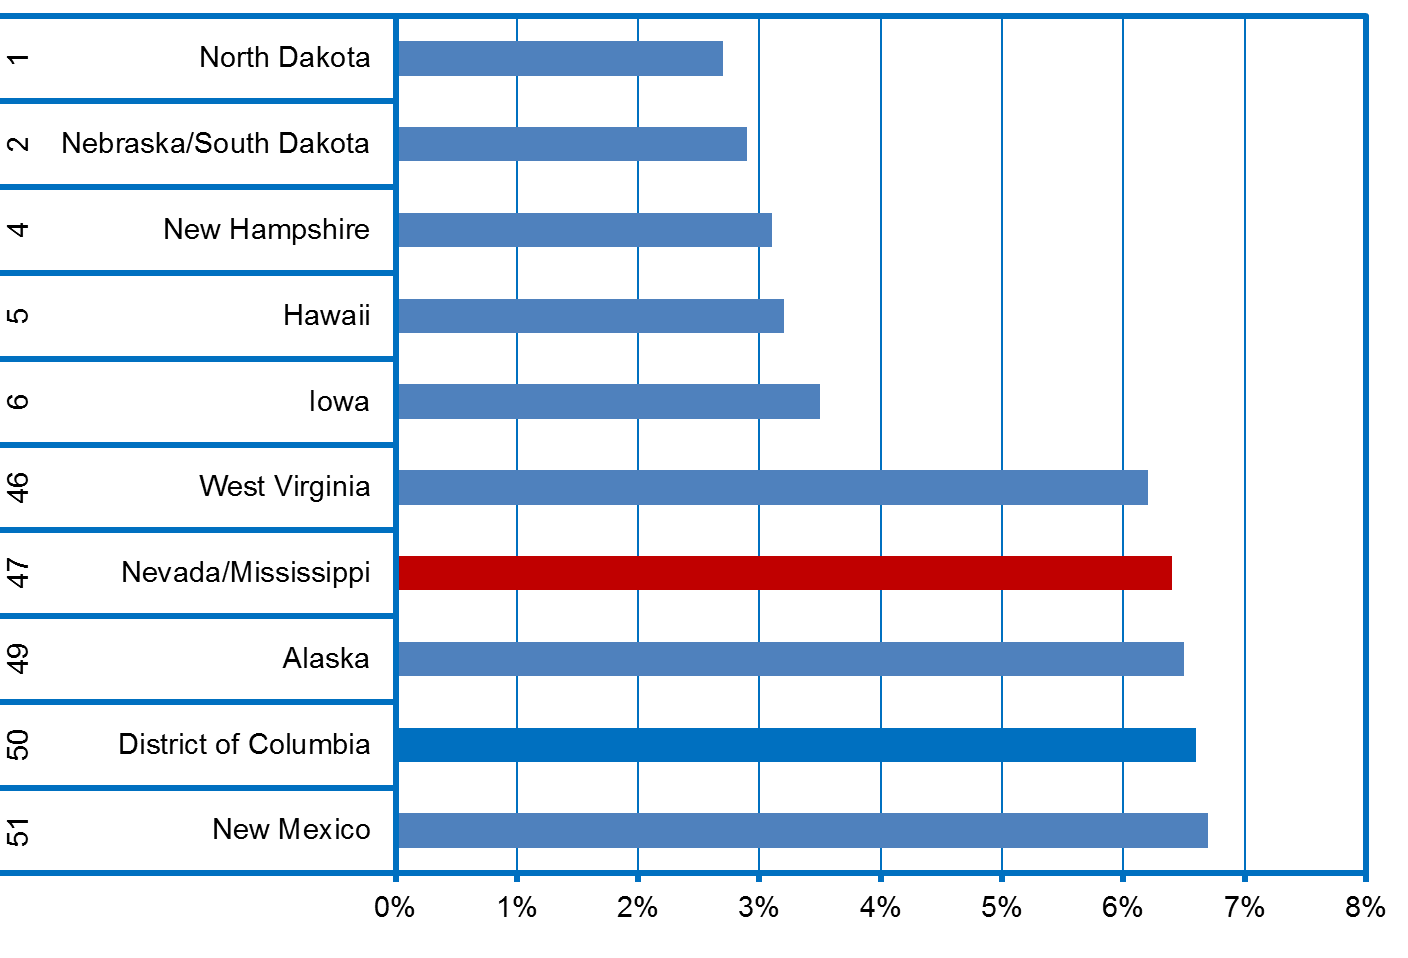 1 North Dakota
2 Nebraska/South Dakota
4 New Hampshire
5 Hawaii
6 Iowa
46 West Virginia
47 Nevada/Mississippi
49 Alaska
50 District of Columbia
51 New Mexico
0% 1% 2% 3% 4% 5% 6% 7% 8%